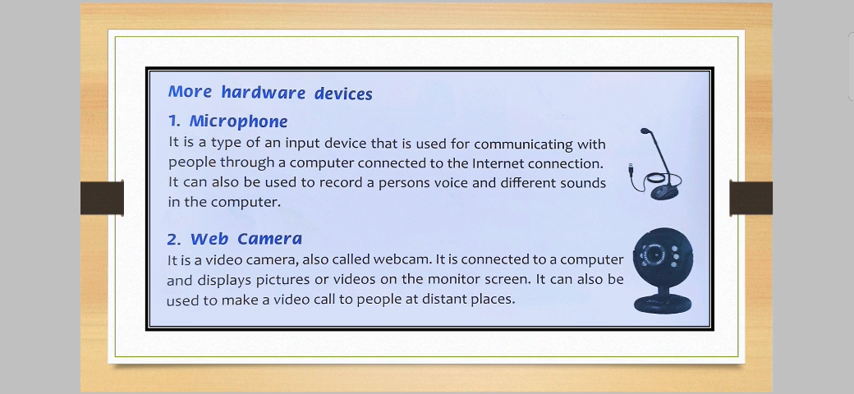 More hardware devices
1. Microphone
It is a type of an input device that is used for communicating with
people through a computer connected to the Internet connection.
It can also be used to record a persons voice and different sounds
in the computer.
2. Web Camera
It is a video camera, also called webcam. It is connected to a computer
and displays pictures or videos on the monitor screen. It can also be
used to make a video call to people at distant places.